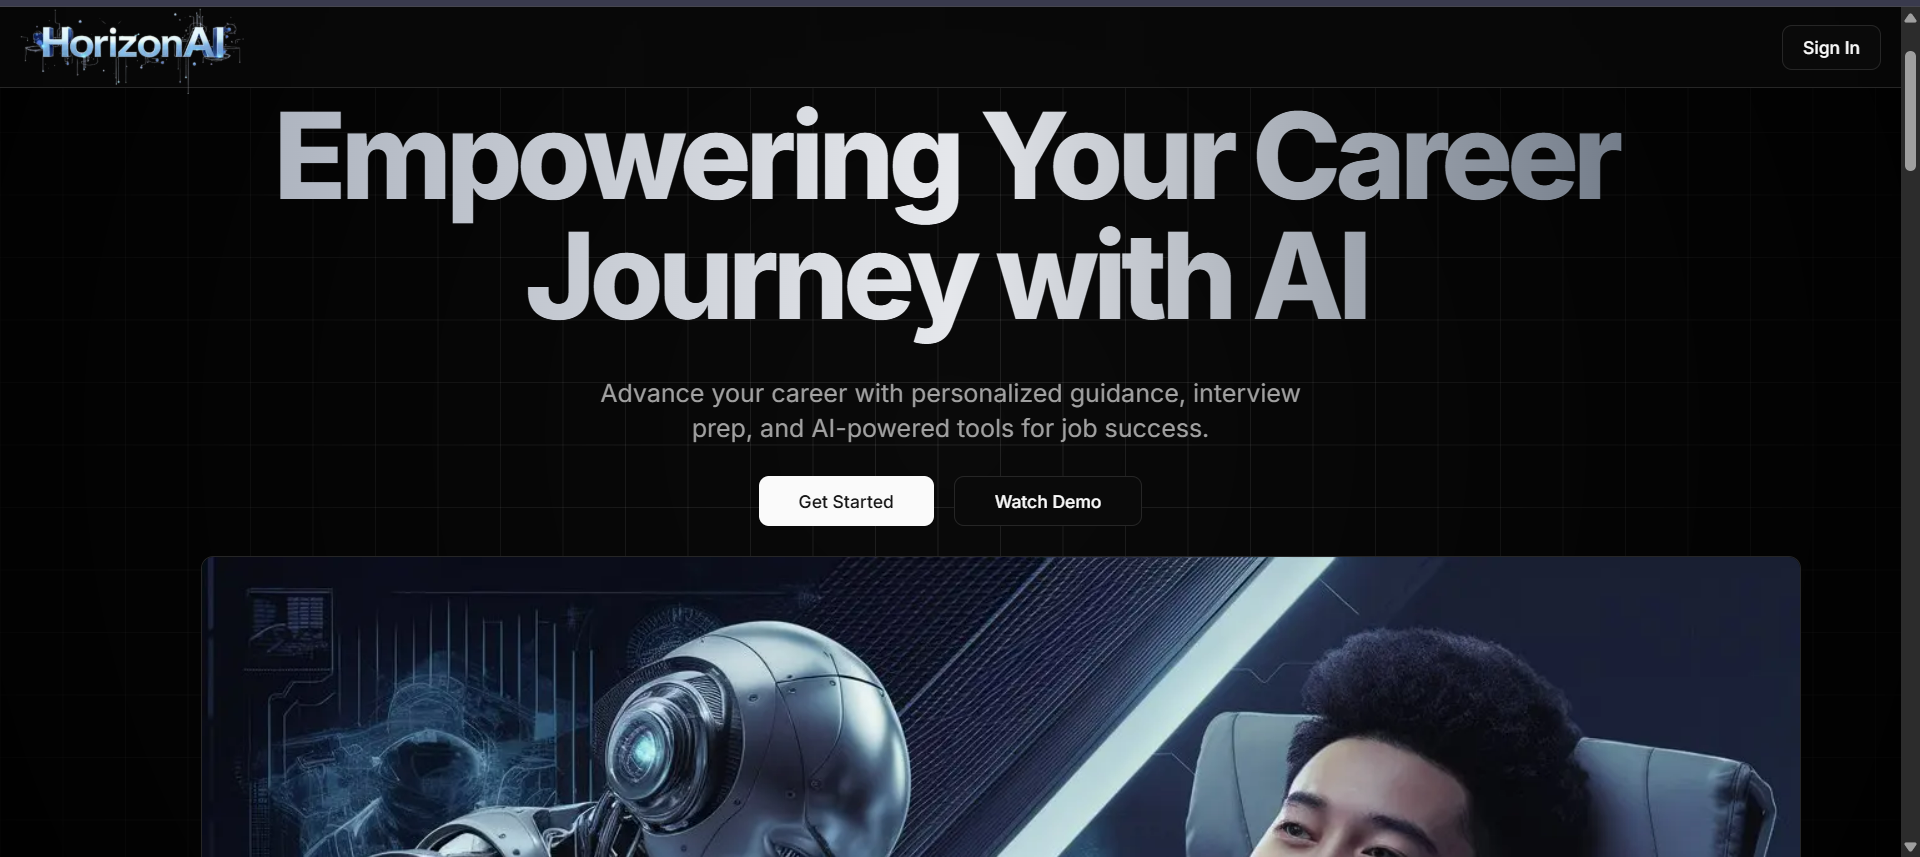 HorizonAI
Sign In
Empowering Your Career
Journey with AI
Advance your career with personalized guidance, interview
prep, and AI-powered tools for job success.
Get Started
Watch Demo